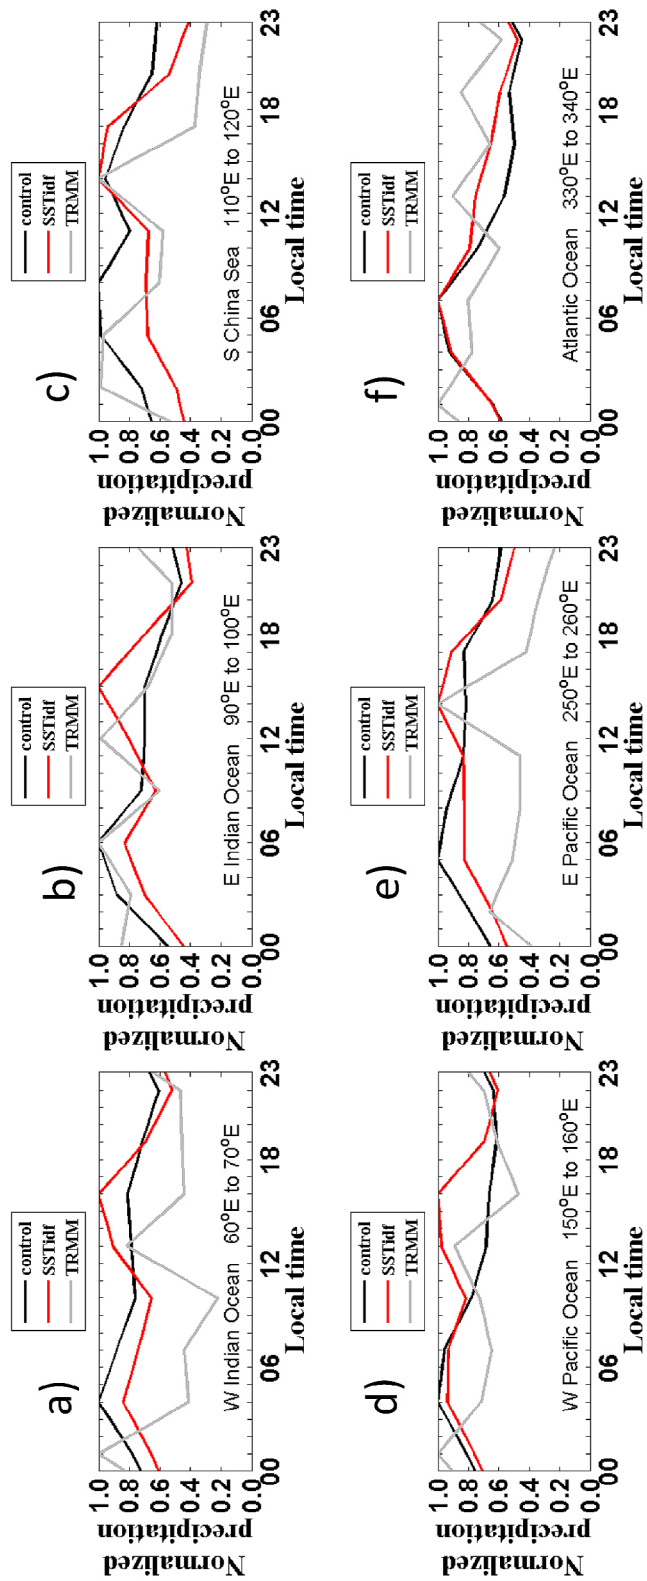 a)
control
SSTidf
TRMM
Normalized
precipitation
1.0
0.8
0.6
0.4
0.2
0.0
W Indian Ocean 60°E to 70°E
00 06 12 18 23
Local time
b)
control
SSTidf
TRMM
Normalized
precipitation
1.0
0.8
0.6
0.4
0.2
0.0
E Indian Ocean 90°E to 100°E
00 06 12 18 23
Local time
c)
control
SSTidf
TRMM
Normalized
precipitation
1.0
0.8
0.6
0.4
0.2
0.0
S China Sea 110°E to 120°E
00 06 12 18 23
Local time
d)
control
SSTidf
TRMM
Normalized
precipitation
1.0
0.8
0.6
0.4
0.2
0.0
W Pacific Ocean 150°E to 160°E
00 06 12 18 23
Local time
e)
control
SSTidf
TRMM
Normalized
precipitation
1.0
0.8
0.6
0.4
0.2
0.0
E Pacific Ocean 250°E to 260°E
00 06 12 18 23
Local time
f)
control
SSTidf
TRMM
Normalized
precipitation
1.0
0.8
0.6
0.4
0.2
0.0
Atlantic Ocean 330°E to 340°E
00 06 12 18 23
Local time